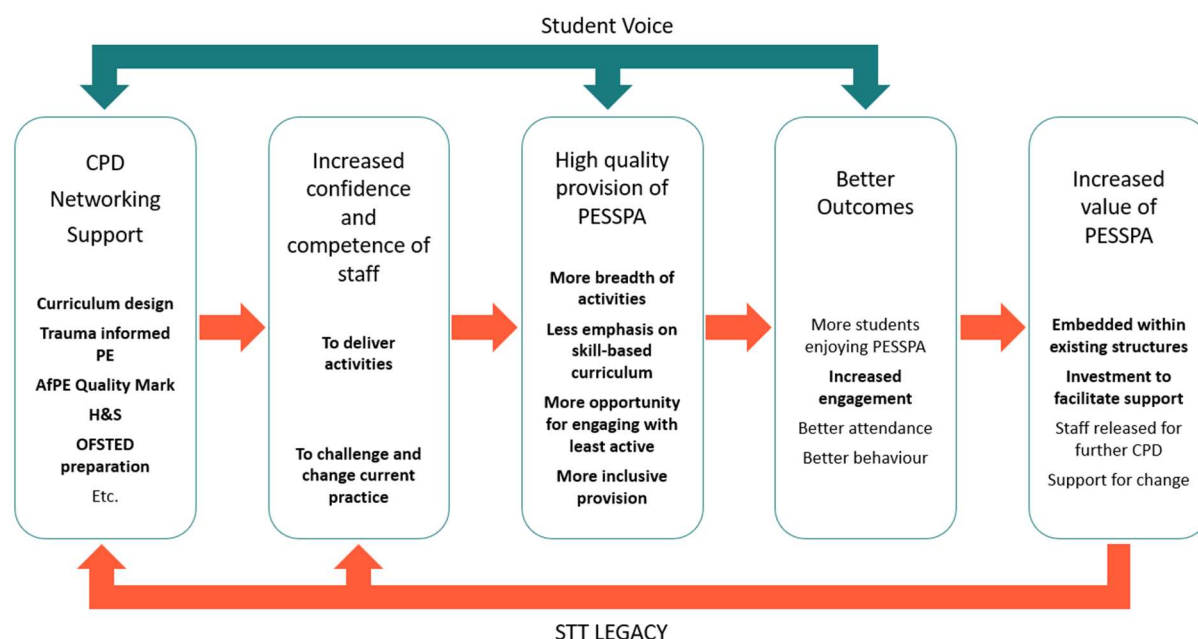 Student Voice
CPD
Networking
Support
Curriculum design
Trauma informed
PE
AfPE Quality Mark
H&S
OFSTED
preparation
Etc.
Increased
confidence
and
competence of
staff
To deliver
activities
To challenge and
change current
practice
High quality
provision of
PESSPA
More breadth of
activities
Less emphasis on
skill-based
curriculum
More opportunity
for engaging with
least active
More inclusive
provision
Better
Outcomes
More students
enjoying PESSPA
Increased
engagement
Better attendance
Better behaviour
Increased
value of
PESSPA
Embedded within
existing structures
Investment to
facilitate support
Staff released for
further CPD
Support for change
STT LEGACY